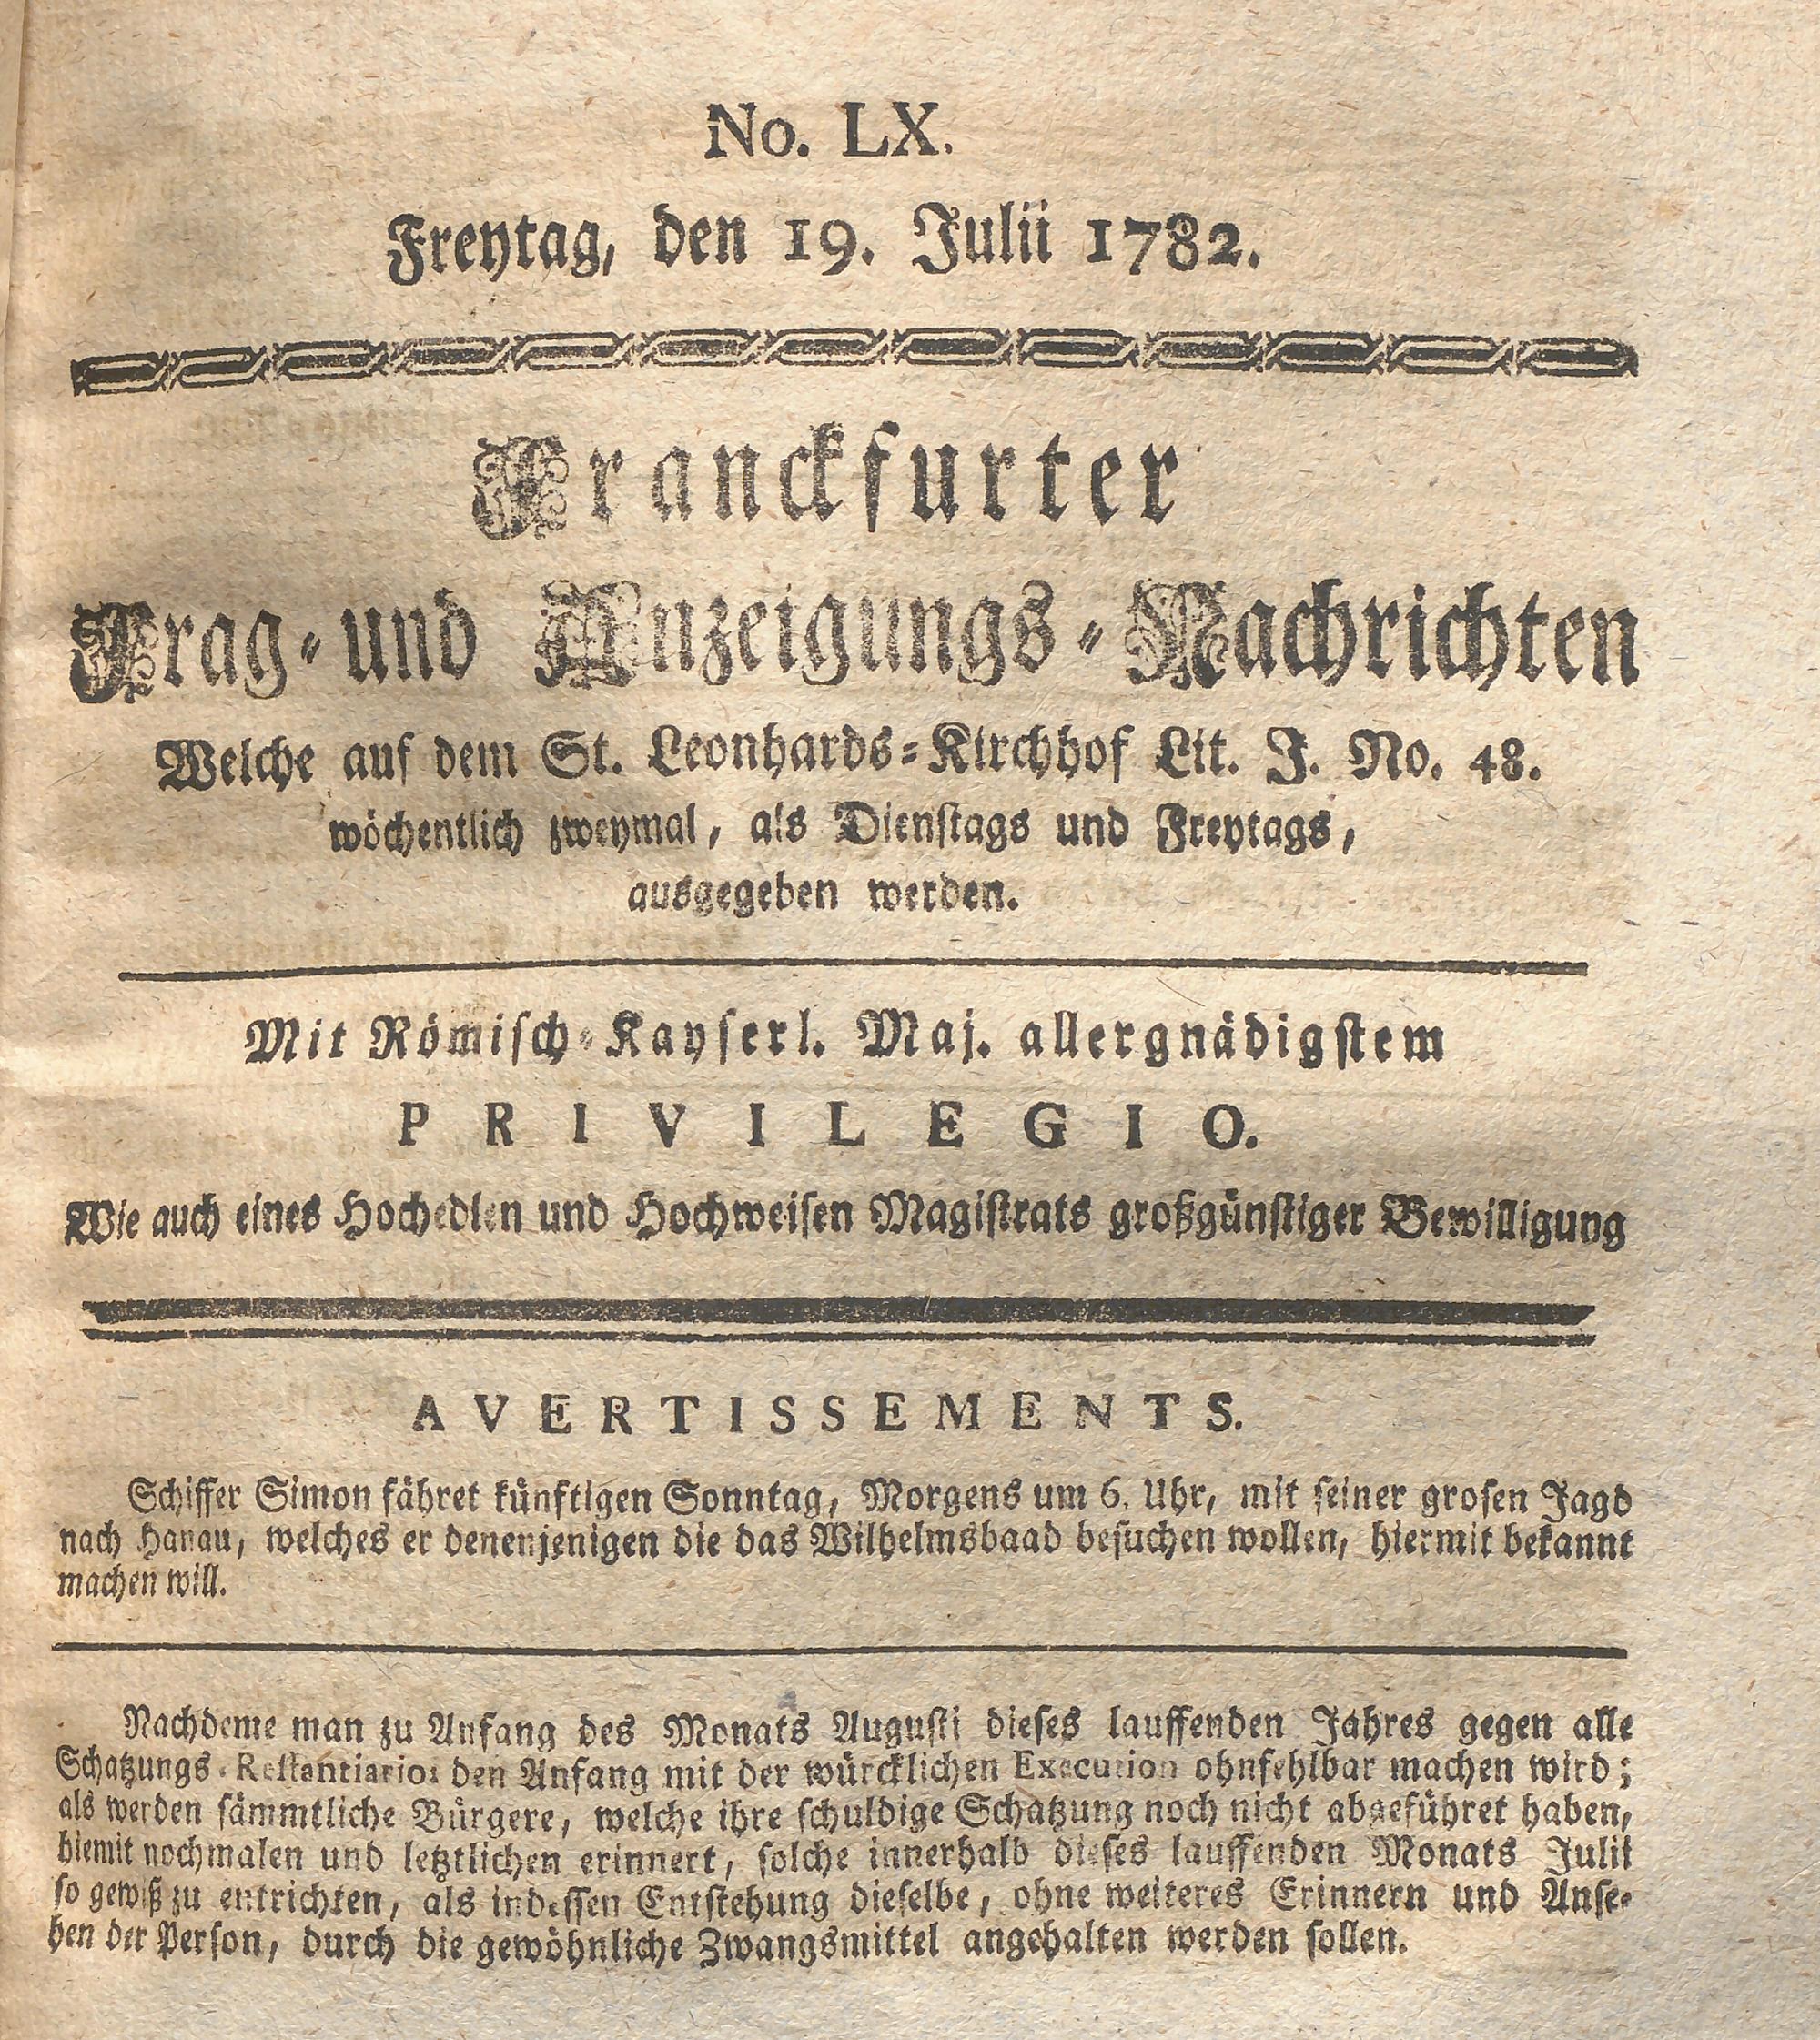 No. LX.
Freytag, den 19. Julii 1782.
Franckfurter
Frag- und Anzeigungs-Nachrichten
Welche auf dem St. Leonhards-Kirchhof Lit. J. No. 48.
wöchentlich zweymal, als Dienstags und Freytags,
ausgegeben werden.
Mit Römisch-Kayserl. Maj. allergnädigstem
PRIVILEGIO.
Wie auch eines Hochedlen und Hochweisen Magistrats großgünstiger Bewilligung
AVERTISSEMENTS.
Schiffer Simon fähret künftigen Sonntag, Morgens um 6. Uhr, mit seiner grosen Jagd
nach Hanau, welches er denenjenigen die das Wilhelmsbaad besuchen wollen, hiermit bekannt
machen will.
Nachdeme man zu Anfang des Monats Augusti dieses lauffenden Jahres gegen alle
Schatzungs-Restantiarios den Anfang mit der würcklichen Execution ohnfehlbar machen wird;
als werden sämmtliche Bürgere, welche ihre schuldige Schatzung noch nicht abgeführet haben,
hiemit nochmalen und letztlichen erinnert, solche innerhalb dieses lauffenden Monats Julii
so gewiß zu entrichten, als indessen Entstehung dieselbe, ohne weiteres Erinnern und Anse-
hen der Person, durch die gewöhnliche Zwangsmittel angehalten werden sollen.